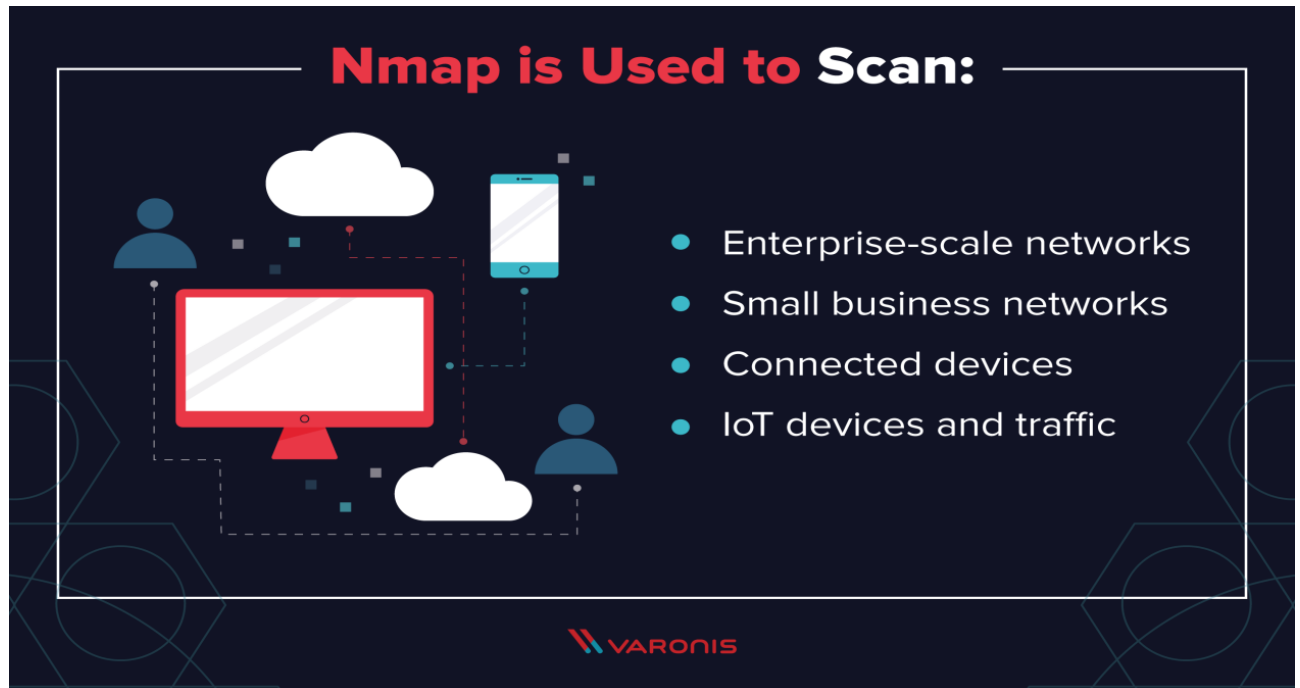 Nmap is Used to Scan:
Enterprise-scale networks
Small business networks
Connected devices
IoT devices and traffic
VARONIS